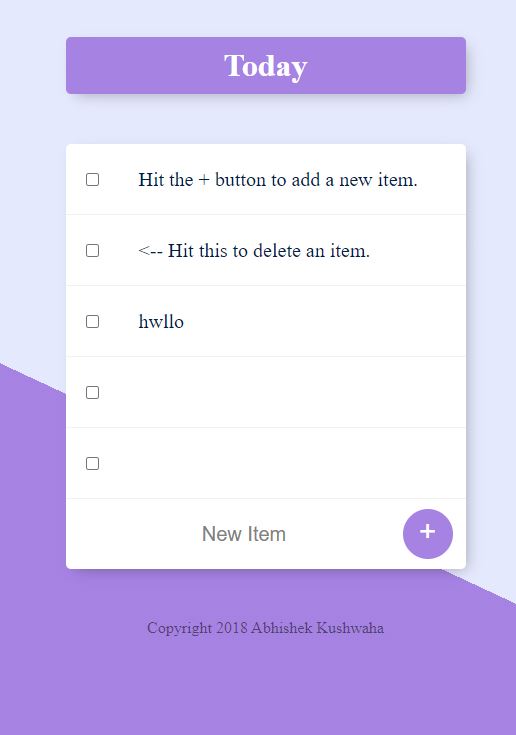 Today
Hit the + button to add a new item.
<-- Hit this to delete an item.
hwllo
New Item
+
Copyright 2018 Abhishek Kushwaha